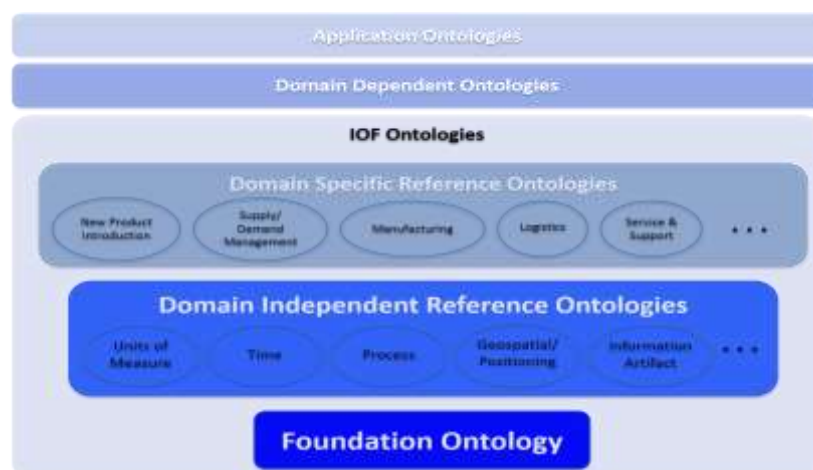 Application Ontologies
Domain Dependent Ontologies
IOF Ontologies
Domain Specific Reference Ontologies
New Product
Introduction
Supply/
Demand
Management
Manufacturing
Logistics
Service &
Support
• • •
Domain Independent Reference Ontologies
Units of
Measure
Time
Process
Geospatial/
Positioning
Information
Artifact
• • •
Foundation Ontology